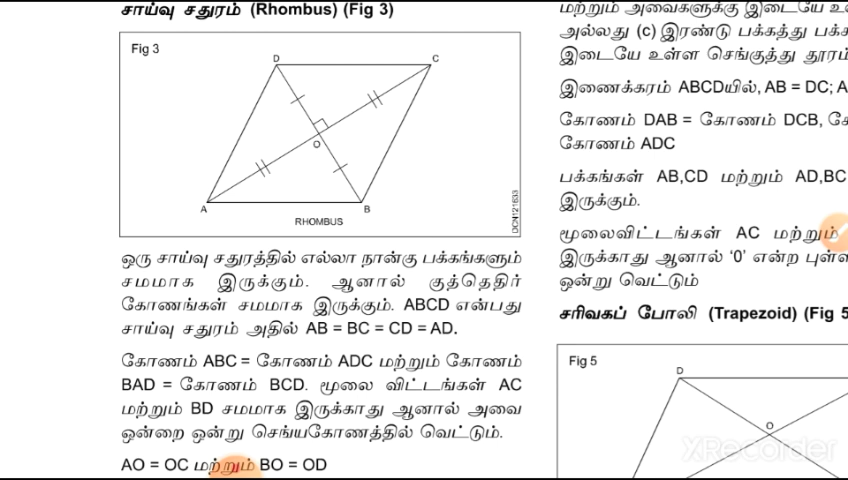 சாய்வு சதுரம் (Rhombus) (Fig 3)
Fig 3
D
C
O
A
B
RHOMBUS
DCN121633
ஒரு சாய்வு சதுரத்தில் எல்லா நான்கு பக்கங்களும்
சமமாக இருக்கும். ஆனால் குத்தெதிர்
கோணங்கள் சமமாக இருக்கும். ABCD என்பது
சாய்வு சதுரம் அதில் AB = BC = CD = AD.
கோணம் ABC = கோணம் ADC மற்றும் கோணம்
BAD = கோணம் BCD. மூலை விட்டங்கள் AC
மற்றும் BD சமமாக இருக்காது ஆனால் அவை
ஒன்றை ஒன்று செங்யகோணத்தில் வெட்டும்.
AO = OC மற்றும் BO = OD
மற்றும் அவைகளுக்கு இடையே
அல்லது (c) இரண்டு பக்கத்து
இடையே உள்ள செங்குத்து தூரம்
இணைக்கரம் ABCDயில், AB = DC; A
கோணம் DAB = கோணம் DCB,
கோணம் ADC
பக்கங்கள் AB,CD மற்றும் AD,BC
இருக்கும்.
மூலைவிட்டங்கள் AC மற்றும்
இருக்காது ஆனால் ‘0’ என்ற
ஒன்று வெட்டும்
சரிவகப் போலி (Trapezoid) (Fig 5
Fig 5
D
O
XRecorder